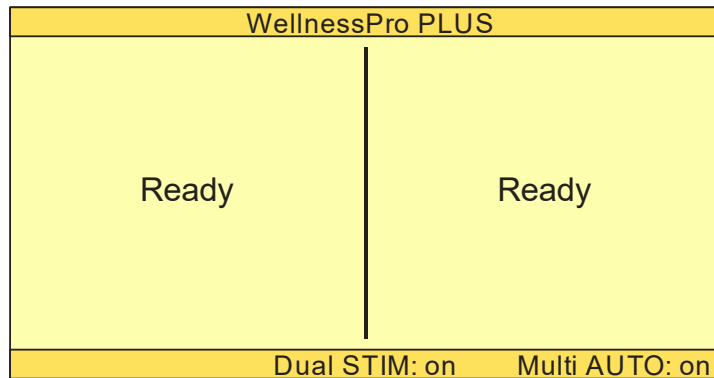 WellnessPro PLUS
Ready Ready
Dual STIM: on Multi AUTO: on